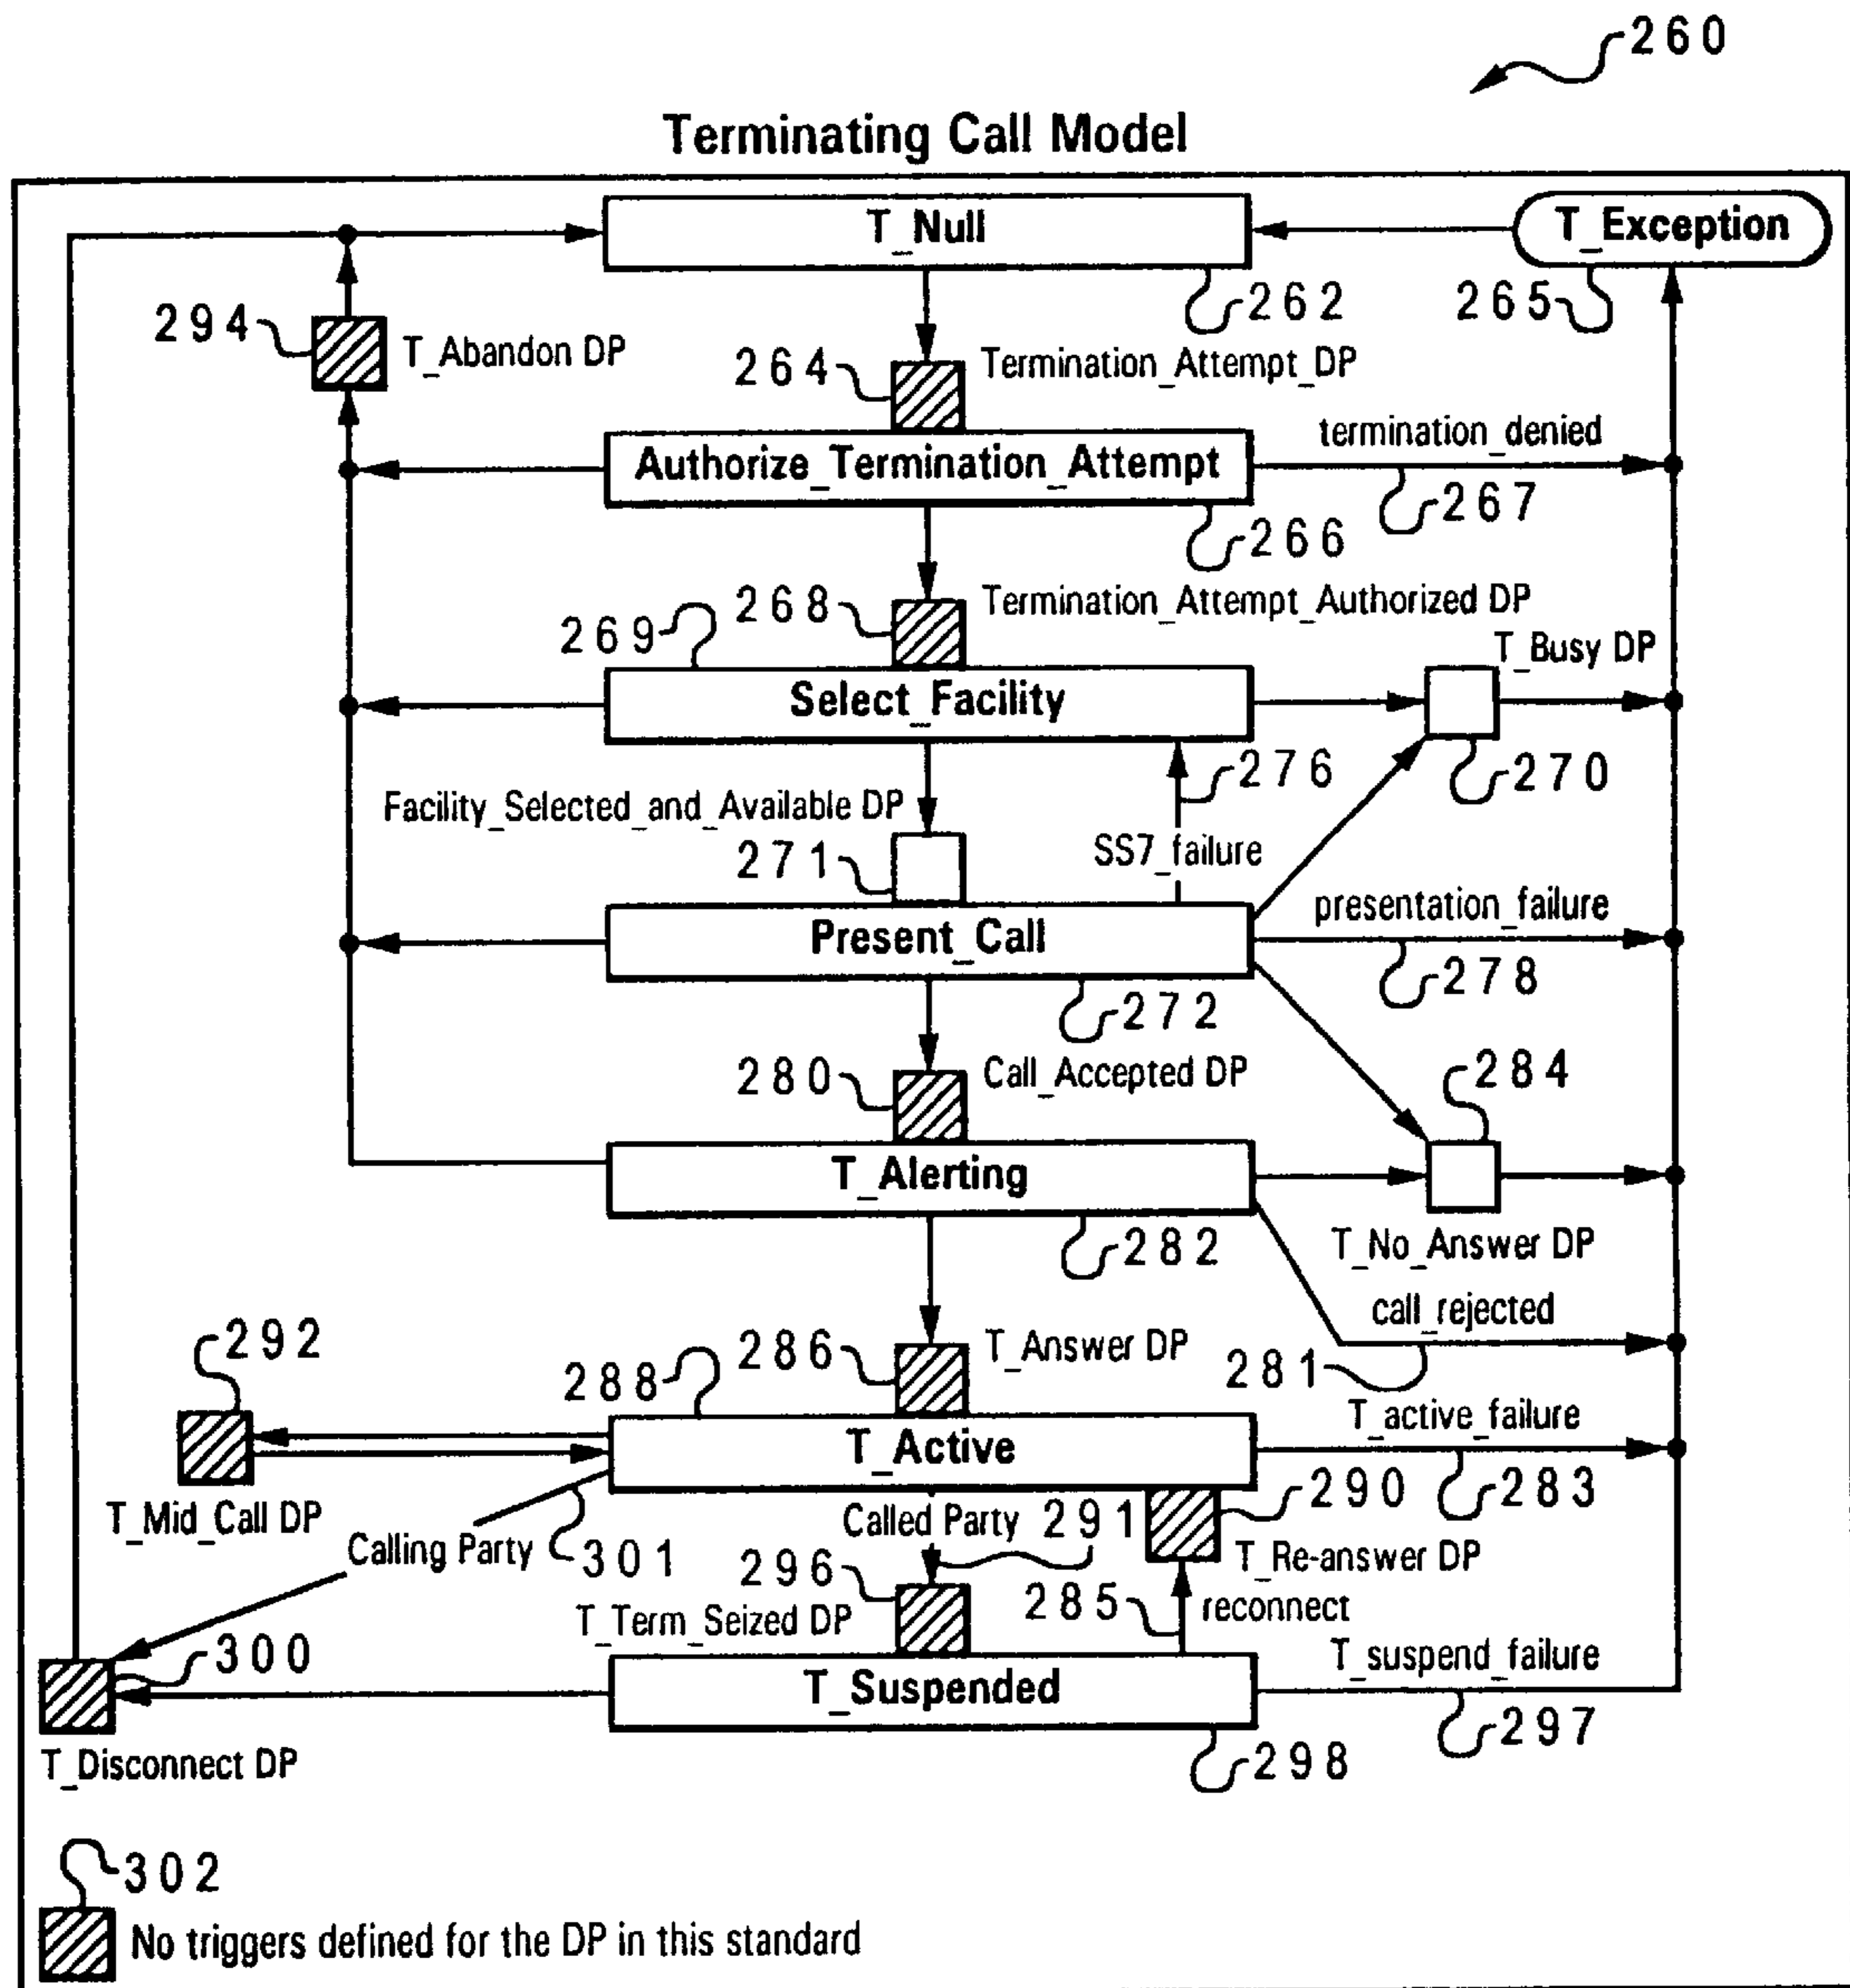 260
Terminating Call Model
T_Null
T_Exception
262
265
294
T_Abandon DP
264
Termination_Attempt_DP
Authorize_Termination_Attempt
termination_denied
267
266
268
Termination_Attempt_Authorized DP
269
T_Busy DP
Select_Facility
276
270
Facility_Selected_and_Available DP
271
SS7_failure
Present_Call
presentation_failure
278
272
280
Call_Accepted DP
284
T_Alerting
282
T_No_Answer DP
call_rejected
281
292
288
286
T_Answer DP
T_active_failure
T_Active
283
290
T_Mid_Call DP
Called Party
291
Calling Party
301
T_Re-answer DP
296
285
reconnect
T_Term_Seized DP
300
T_suspend_failure
T_Suspended
297
298
T_Disconnect DP
302
No triggers defined for the DP in this standard